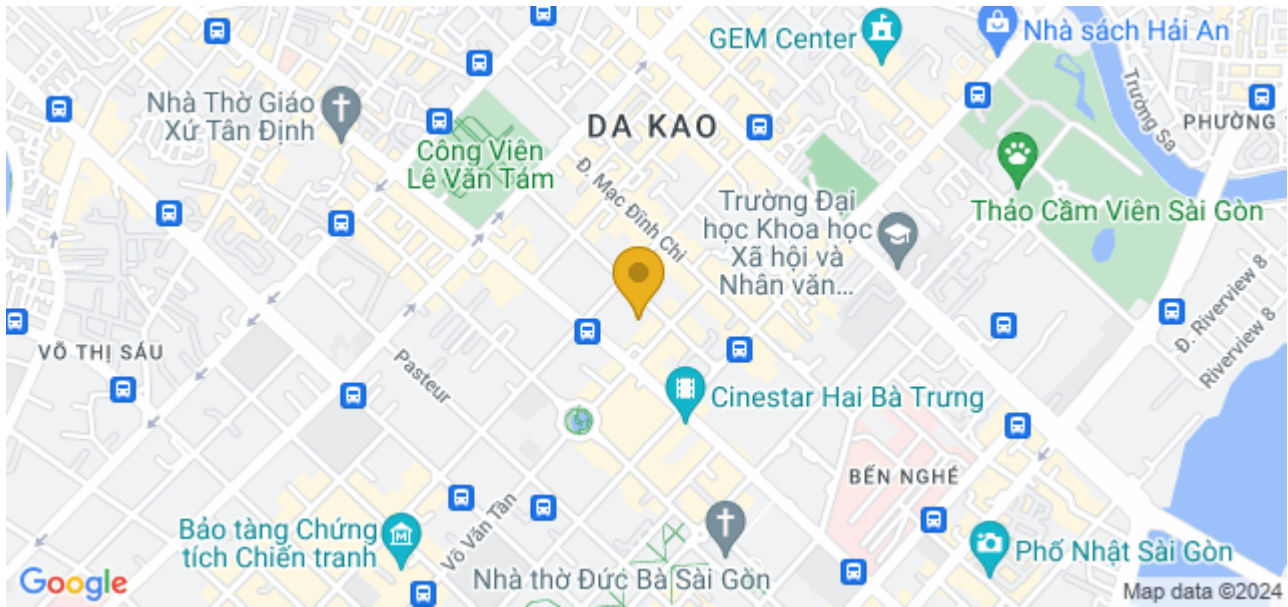 GEM Center
Nhà sách Hải An
Trường Sa
PHƯỜNG
Nhà Thờ Giáo
Xứ Tân Định
DA KAO
Công Viên
Lê Văn Tám
Đ. Mạc Đĩnh Chi
Trường Đại
học Khoa học
Xã hội và
Nhân văn...
Thảo Cầm Viên Sài Gòn
Đ. Riverview 8
Riverview 8
VÕ THỊ SÁU
Pasteur
Cinestar Hai Bà Trưng
BẾN NGHÉ
Võ Văn Tần
Bảo tàng Chứng
tích Chiến tranh
Nhà thờ Đức Bà Sài Gòn
Phố Nhật Sài Gòn
Google
Map data ©2024